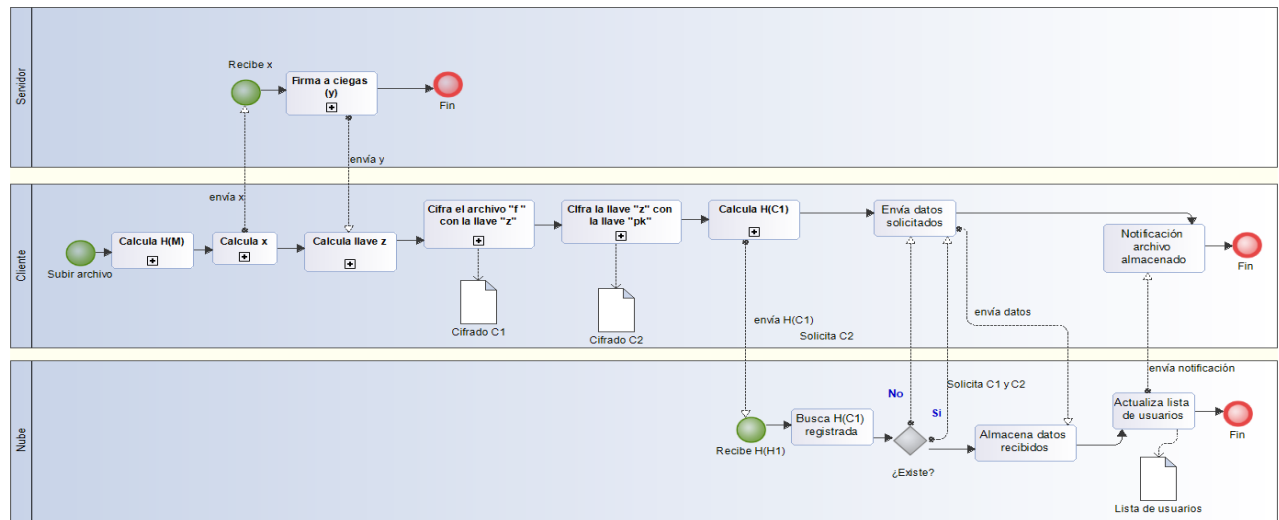 Servidor
Recibe x
Firma a ciegas
(y)
Fin
envía y
envía x
Cliente
Subir archivo
Calcula H(M)
Calcula x
Calcula llave z
Cifra el archivo "f "
con la llave "z"
Cifrado C1
CIfra la llave "z" con
la llave "pk"
Cifrado C2
Calcula H(C1)
Envía datos
solicitados
Notificación
archivo
almacenado
Fin
envía H(C1)
Solicita C2
envía datos
Nube
Recibe H(H1)
Busca H(C1)
registrada
No
Si
Solicita C1 y C2
¿Existe?
Almacena datos
recibidos
envía notificación
Actualiza lista
de usuarios
Fin
Lista de usuarios